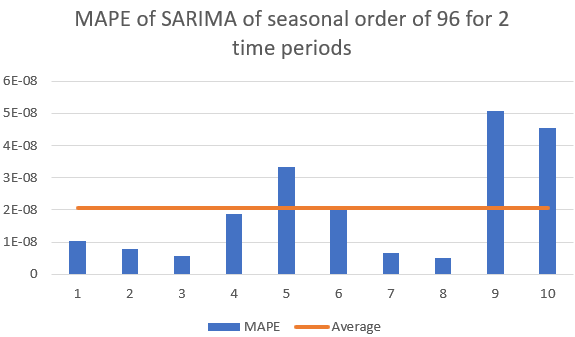 MAPE of SARIMA of seasonal order of 96 for 2
time periods
6E-08
5E-08
4E-08
3E-08
2E-08
1E-08
0
1 2 3 4 5 6 7 8 9 10
MAPE Average